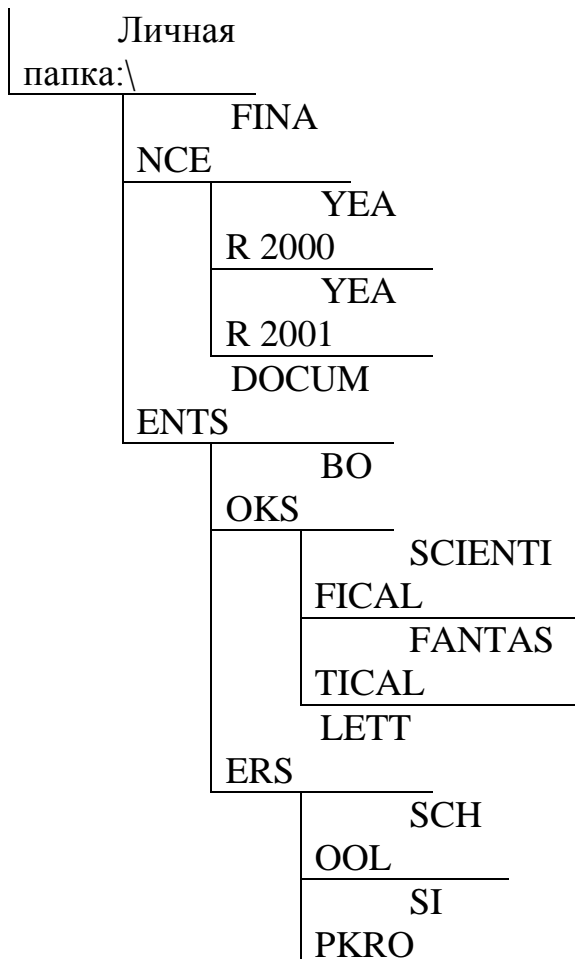 Личная
папка:\
FINA
NCE
YEA
R 2000
YEA
R 2001
DOCUM
ENTS
BO
OKS
SCIENTI
FICAL
FANTAS
TICAL
LETT
ERS
SCH
OOL
SI
PKRO